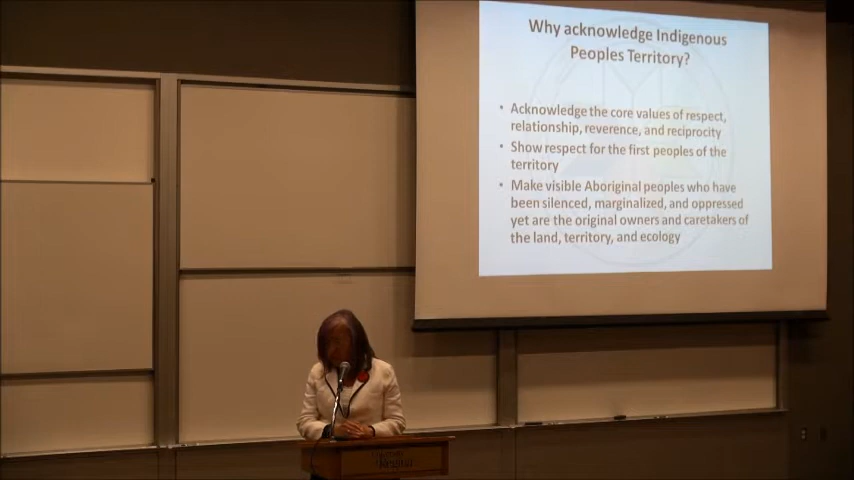 Why acknowledge Indigenous
Peoples Territory?
• Acknowledge the core values of respect,
relationship, reverence, and reciprocity
• Show respect for the first peoples of the
territory
• Make visible Aboriginal peoples who have
been silenced, marginalized, and oppressed
yet are the original owners and caretakers of
the land, territory, and ecology